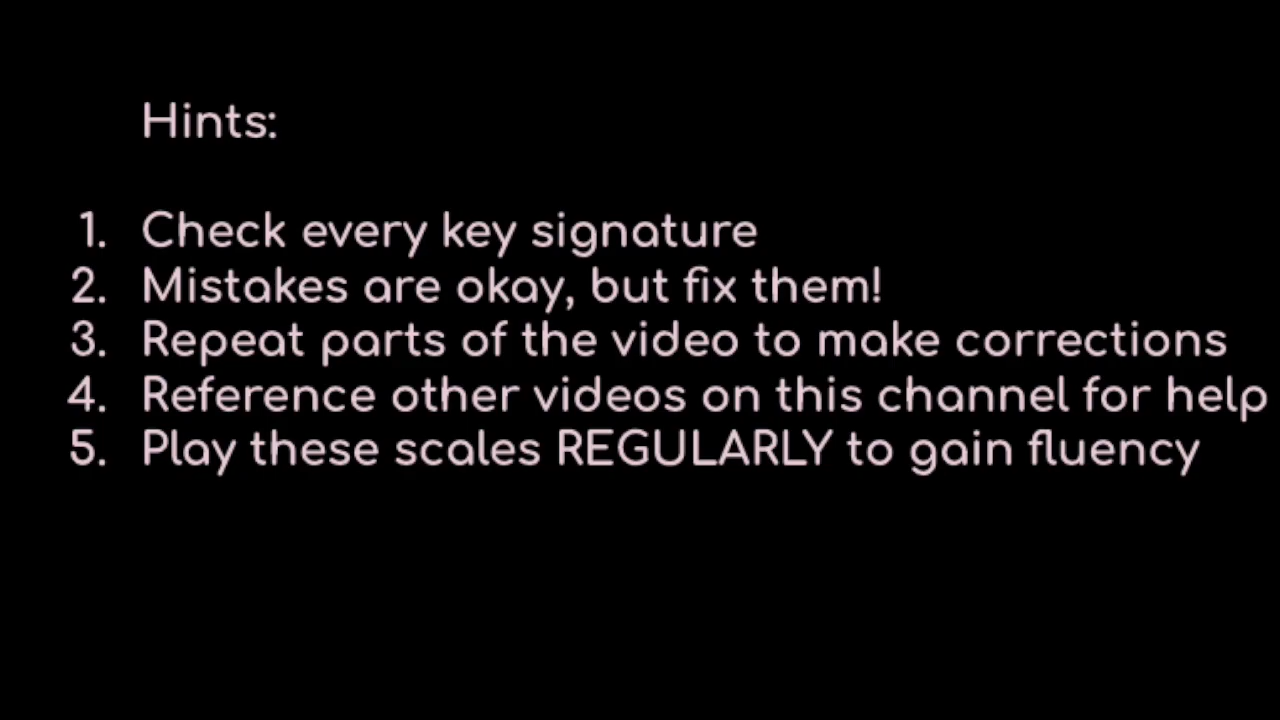 Hints:
1. Check every key signature
2. Mistakes are okay, but fix them!
3. Repeat parts of the video to make corrections
4. Reference other videos on this channel for help
5. Play these scales REGULARLY to gain fluency